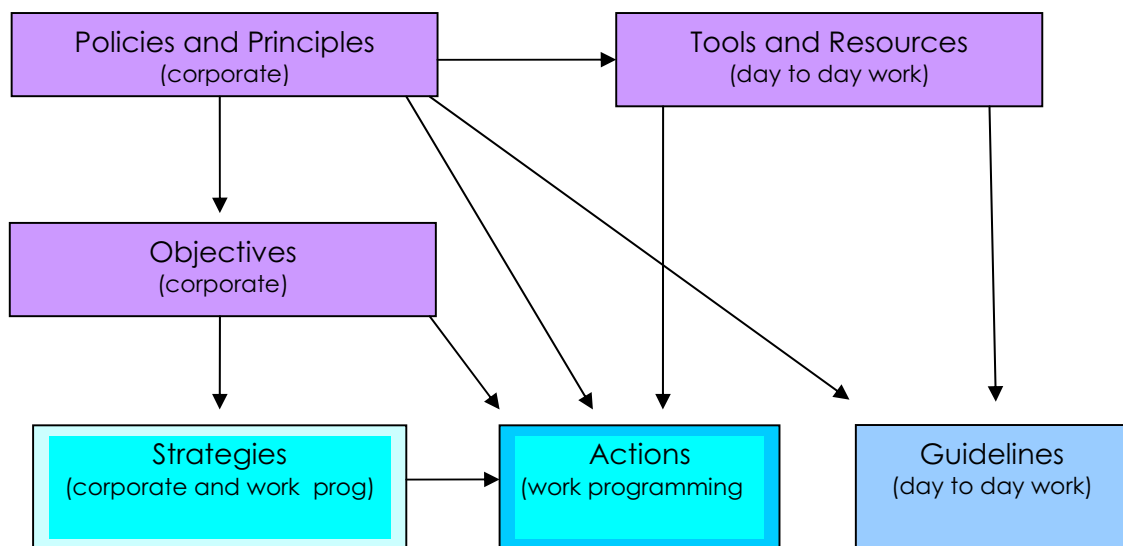 Policies and Principles
(corporate)
Tools and Resources
(day to day work)
Objectives
(corporate)
Strategies
(corporate and work  prog)
Actions
(work programming
Guidelines
(day to day work)